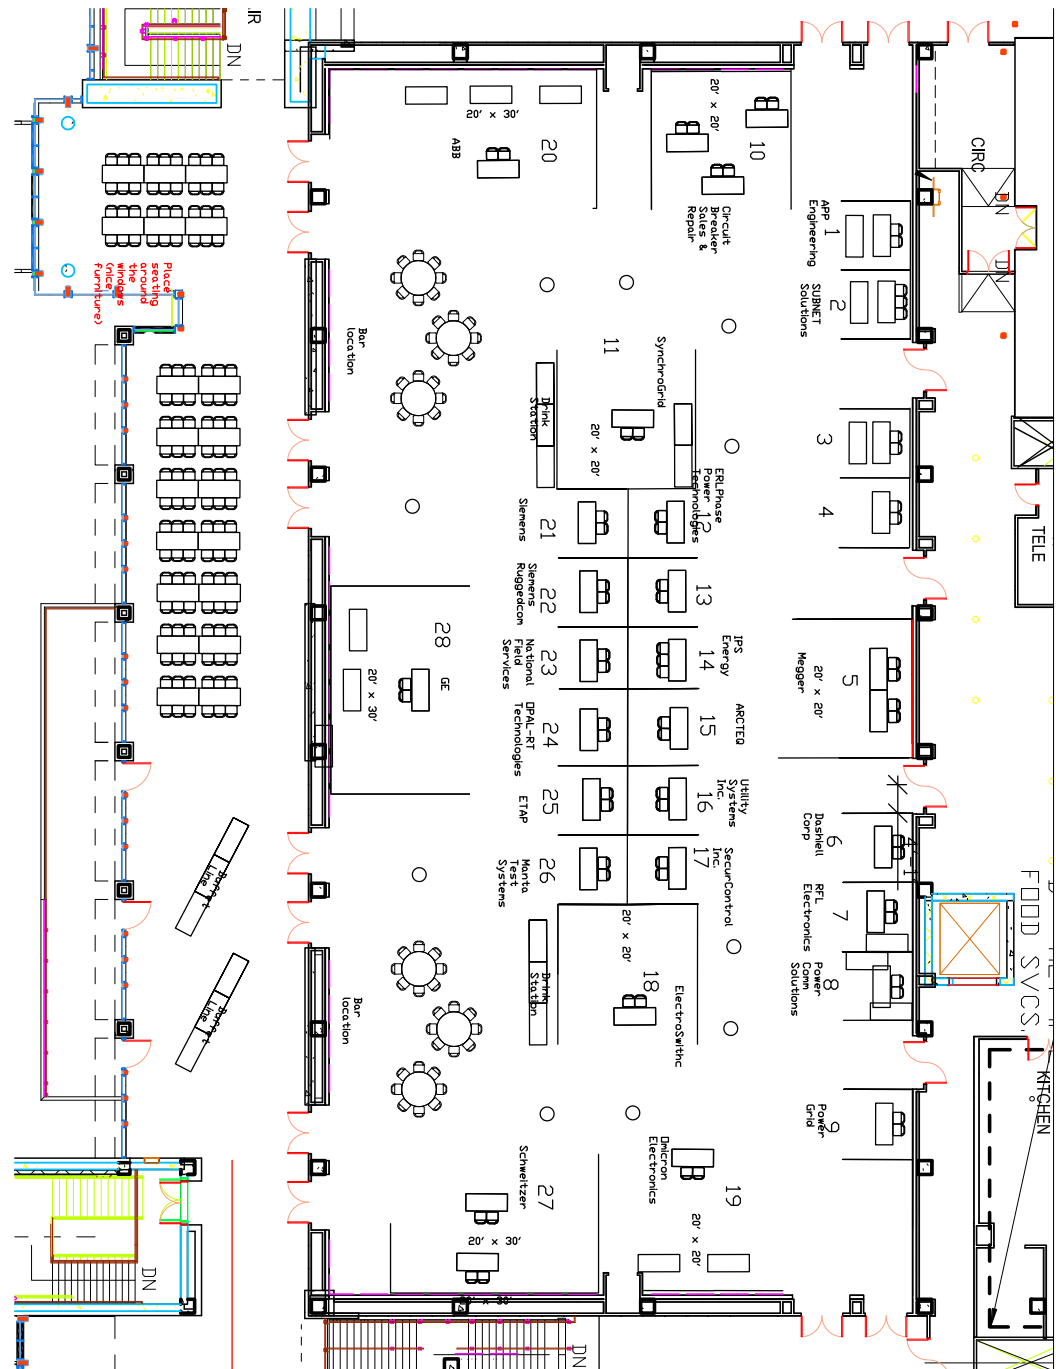 IR
DN
20' x 30'
ABB
20
20' x 20'
10
Circuit
Breaker
Sales &
Repair
CIRC
DN
DN
APP
Engineering
1
SUBNET
Solutions
2
Place
seating
around
the
windows
(nice
furniture)
Bar
location
11
SynchroGrid
Drink
Station
20' x 20'
3
4
TELE
ERLPhase
Power
Technologies
12
Siemens
21
Siemens
Ruggedcom
22
13
National
Field
Services
23
IPS
Energy
14
28
GE
20' x 30'
5
20' x 20'
Megger
OPAL-RT
Technologies
24
ARCTEQ
15
ETAP
25
Utility
Systems
Inc.
16
Manta
Test
Systems
26
SecurControl
Inc.
17
Dashiell
Corp
6
RFL
Electronics
7
Power
Comm
Solutions
8
FOOD SVCS.
Buffet
Line
Buffet
Line
20' x 20'
18
ElectroSwithc
Drink
Station
Bar
location
KITCHEN
Power
Grid
9
Omicron
Electronics
19
20' x 20'
Schweitzer
27
20' x 30'
20' x 30'
DN
DN